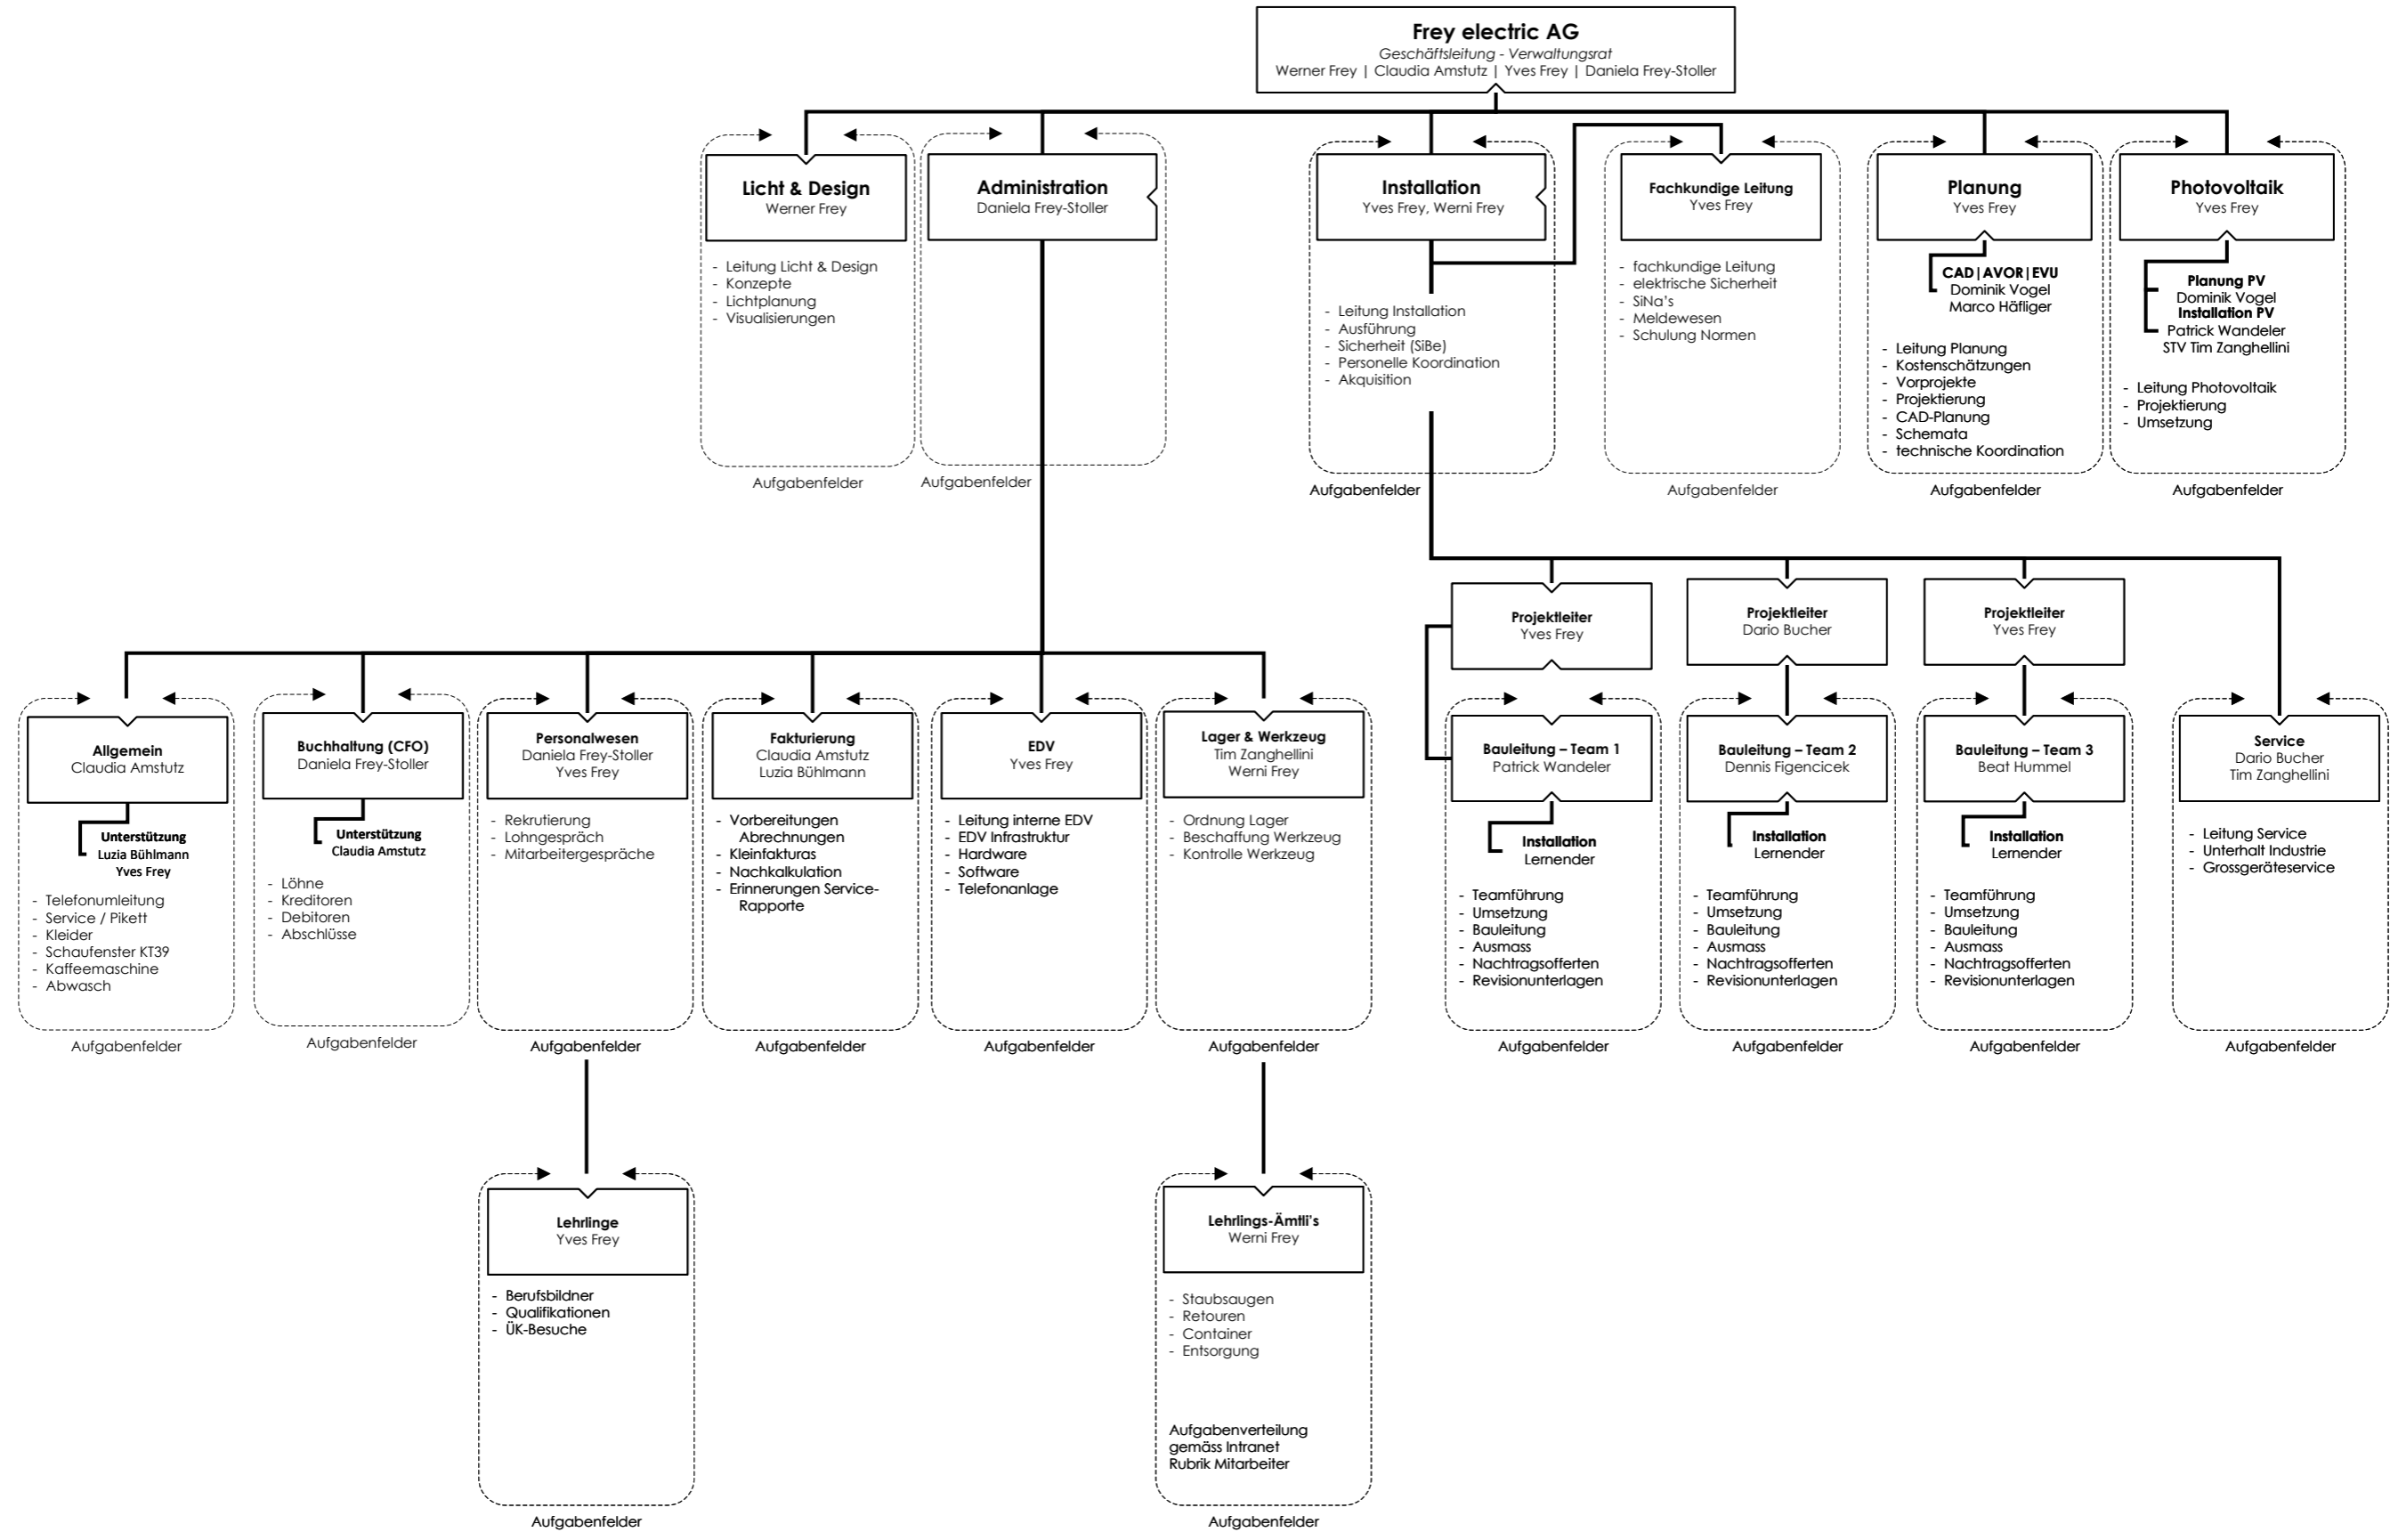 Frey electric AG
Geschäftsleitung - Verwaltungsrat
Werner Frey | Claudia Amstutz | Yves Frey | Daniela Frey-Stoller
Licht & Design
Werner Frey
- Leitung Licht & Design
- Konzepte
- Lichtplanung
- Visualisierungen
Aufgabenfelder
Administration
Daniela Frey-Stoller
Aufgabenfelder
Installation
Yves Frey, Werni Frey
- Leitung Installation
- Ausführung
- Sicherheit (SiBe)
- Personelle Koordination
- Akquisition
Aufgabenfelder
Fachkundige Leitung
Yves Frey
- fachkundige Leitung
- elektrische Sicherheit
- SiNa's
- Meldewesen
- Schulung Normen
Aufgabenfelder
Planung
Yves Frey
CAD|AVOR|EVU
Dominik Vogel
Marco Häfliger
- Leitung Planung
- Kostenschätzungen
- Vorprojekte
- Projektierung
- CAD-Planung
- Schemata
- technische Koordination
Aufgabenfelder
Photovoltaik
Yves Frey
Planung PV
Dominik Vogel
Installation PV
Patrick Wandeler
STV Tim Zanghellini
- Leitung Photovoltaik
- Projektierung
- Umsetzung
Aufgabenfelder
Projektleiter
Yves Frey
Projektleiter
Dario Bucher
Projektleiter
Yves Frey
Allgemein
Claudia Amstutz
Unterstützung
Luzia Bühlmann
Yves Frey
- Telefonumleitung
- Service / Pikett
- Kleider
- Schaufenster KT39
- Kaffeemaschine
- Abwasch
Aufgabenfelder
Buchhaltung (CFO)
Daniela Frey-Stoller
Unterstützung
Claudia Amstutz
- Löhne
- Kreditoren
- Debitoren
- Abschlüsse
Aufgabenfelder
Personalwesen
Daniela Frey-Stoller
Yves Frey
- Rekrutierung
- Lohngespräch
- Mitarbeitergespräche
Aufgabenfelder
Fakturierung
Claudia Amstutz
Luzia Bühlmann
- Vorbereitungen
Abrechnungen
- Kleinfakturas
- Nachkalkulation
- Erinnerungen Service-
Rapporte
Aufgabenfelder
EDV
Yves Frey
- Leitung interne EDV
- EDV Infrastruktur
- Hardware
- Software
- Telefonanlage
Aufgabenfelder
Lager & Werkzeug
Tim Zanghellini
Werni Frey
- Ordnung Lager
- Beschaffung Werkzeug
- Kontrolle Werkzeug
Aufgabenfelder
Bauleitung – Team 1
Patrick Wandeler
Installation
Lernender
- Teamführung
- Umsetzung
- Bauleitung
- Ausmass
- Nachtragsofferten
- Revisionunterlagen
Aufgabenfelder
Bauleitung – Team 2
Dennis Figencicek
Installation
Lernender
- Teamführung
- Umsetzung
- Bauleitung
- Ausmass
- Nachtragsofferten
- Revisionunterlagen
Aufgabenfelder
Bauleitung – Team 3
Beat Hummel
Installation
Lernender
- Teamführung
- Umsetzung
- Bauleitung
- Ausmass
- Nachtragsofferten
- Revisionunterlagen
Aufgabenfelder
Service
Dario Bucher
Tim Zanghellini
- Leitung Service
- Unterhalt Industrie
- Grossgeräteservice
Aufgabenfelder
Lehrlinge
Yves Frey
- Berufsbildner
- Qualifikationen
- ÜK-Besuche
Aufgabenfelder
Lehrlings-Ämtli's
Werni Frey
- Staubsaugen
- Retouren
- Container
- Entsorgung
Aufgabenverteilung
gemäss Intranet
Rubrik Mitarbeiter
Aufgabenfelder